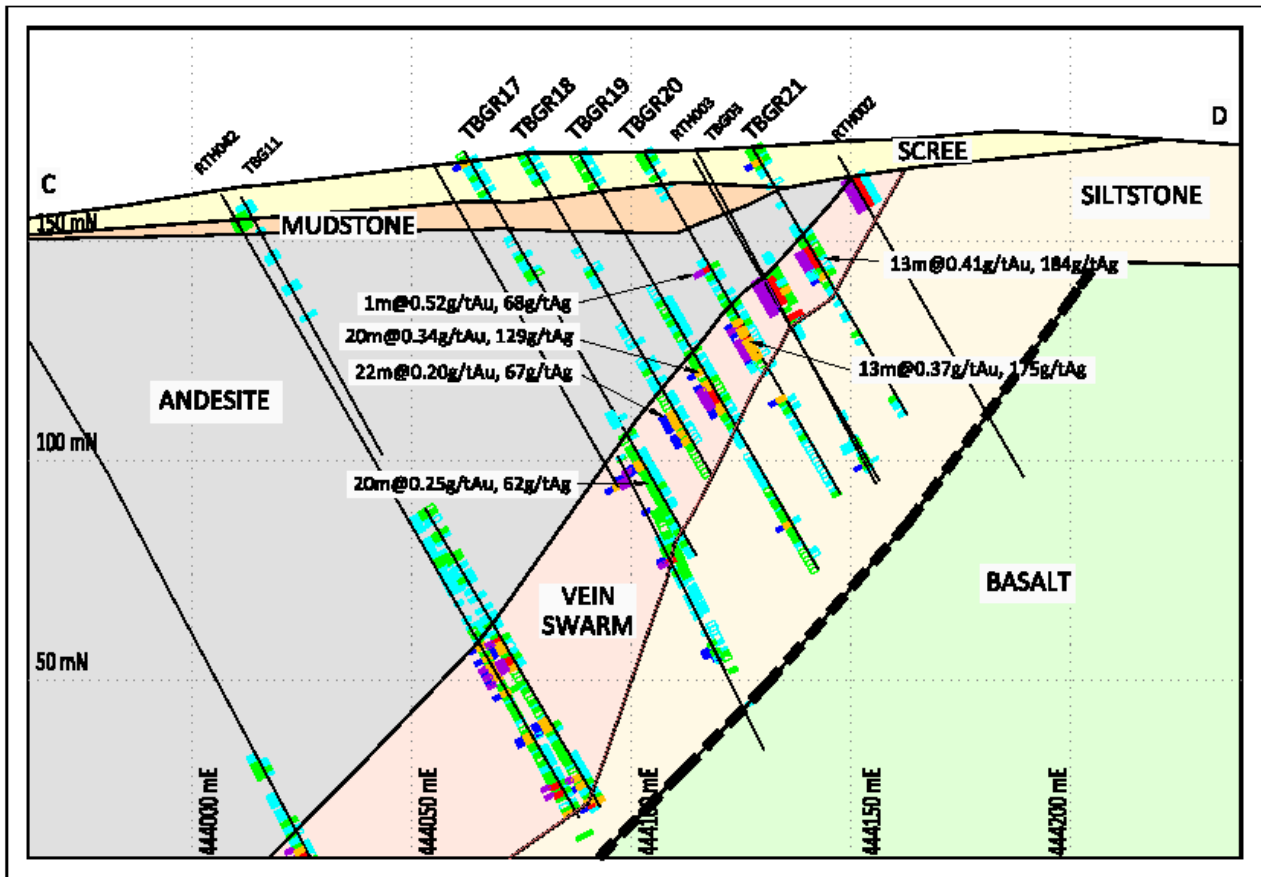 TBGR17
TBGR18
TBGR19
TBGR20
RTH003
TBG03
TBGR21
RTH002
RTH042
TBG11
C
D
SCREE
150 mN
MUDSTONE
SILTSTONE
13m@0.41g/tAu, 184g/tAg
1m@0.52g/tAu, 68g/tAg
20m@0.34g/tAu, 129g/tAg
22m@0.20g/tAu, 67g/tAg
13m@0.37g/tAu, 175g/tAg
ANDESITE
100 mN
20m@0.25g/tAu, 62g/tAg
BASALT
VEIN
SWARM
50 mN
444000 mE
444050 mE
444100 mE
444150 mE
444200 mE